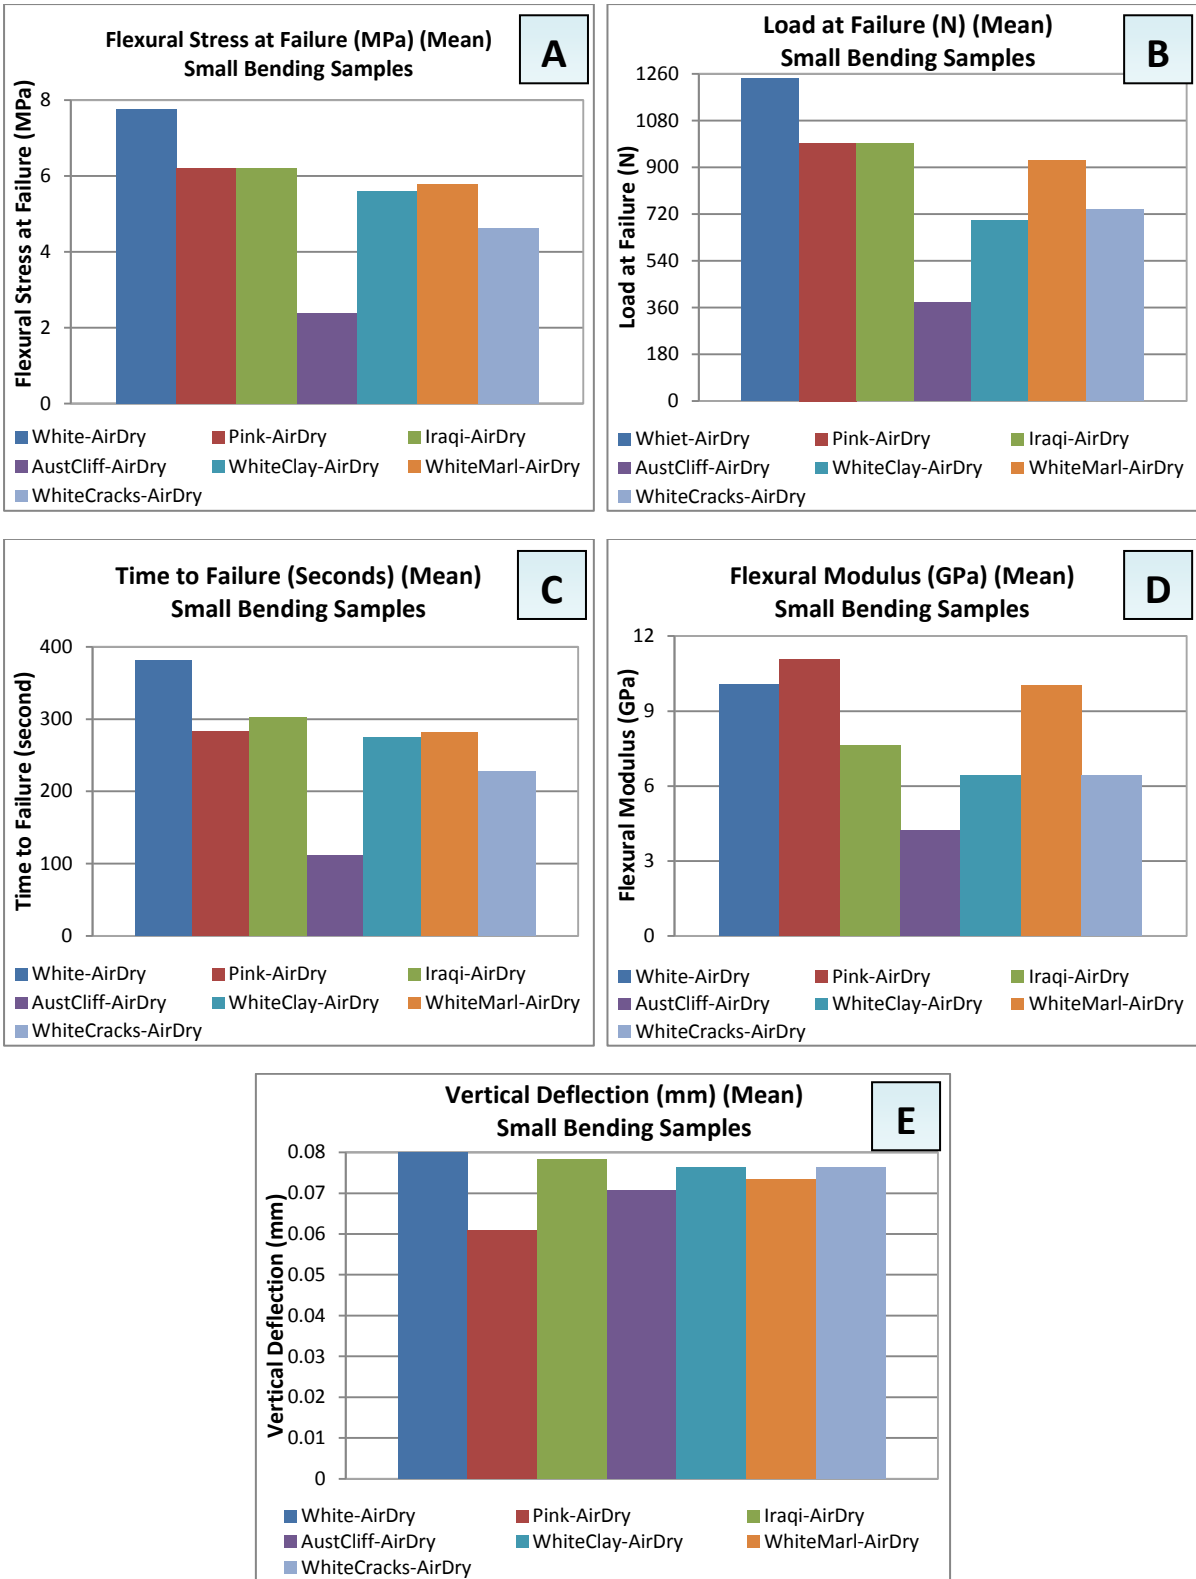 Flexural Stress at Failure (MPa) (Mean)
Small Bending Samples
A
Flexural Stress at Failure (MPa)
8
6
4
2
0
White-AirDry Pink-AirDry Iraqi-AirDry
AustCliff-AirDry WhiteClay-AirDry WhiteMarl-AirDry
WhiteCracks-AirDry
Load at Failure (N) (Mean)
Small Bending Samples
B
Load at Failure (N)
1260
1080
900
720
540
360
180
0
Whiet-AirDry Pink-AirDry Iraqi-AirDry
AustCliff-AirDry WhiteClay-AirDry WhiteMarl-AirDry
WhiteCracks-AirDry
Time to Failure (Seconds) (Mean)
Small Bending Samples
C
Time to Failure (second)
400
300
200
100
0
White-AirDry Pink-AirDry Iraqi-AirDry
AustCliff-AirDry WhiteClay-AirDry WhiteMarl-AirDry
WhiteCracks-AirDry
Flexural Modulus (GPa) (Mean)
Small Bending Samples
D
Flexural Modulus (GPa)
12
9
6
3
0
White-AirDry Pink-AirDry Iraqi-AirDry
AustCliff-AirDry WhiteClay-AirDry WhiteMarl-AirDry
WhiteCracks-AirDry
Vertical Deflection (mm) (Mean)
Small Bending Samples
E
Vertical Deflection (mm)
0.08
0.07
0.06
0.05
0.04
0.03
0.02
0.01
0
White-AirDry Pink-AirDry Iraqi-AirDry
AustCliff-AirDry WhiteClay-AirDry WhiteMarl-AirDry
WhiteCracks-AirDry